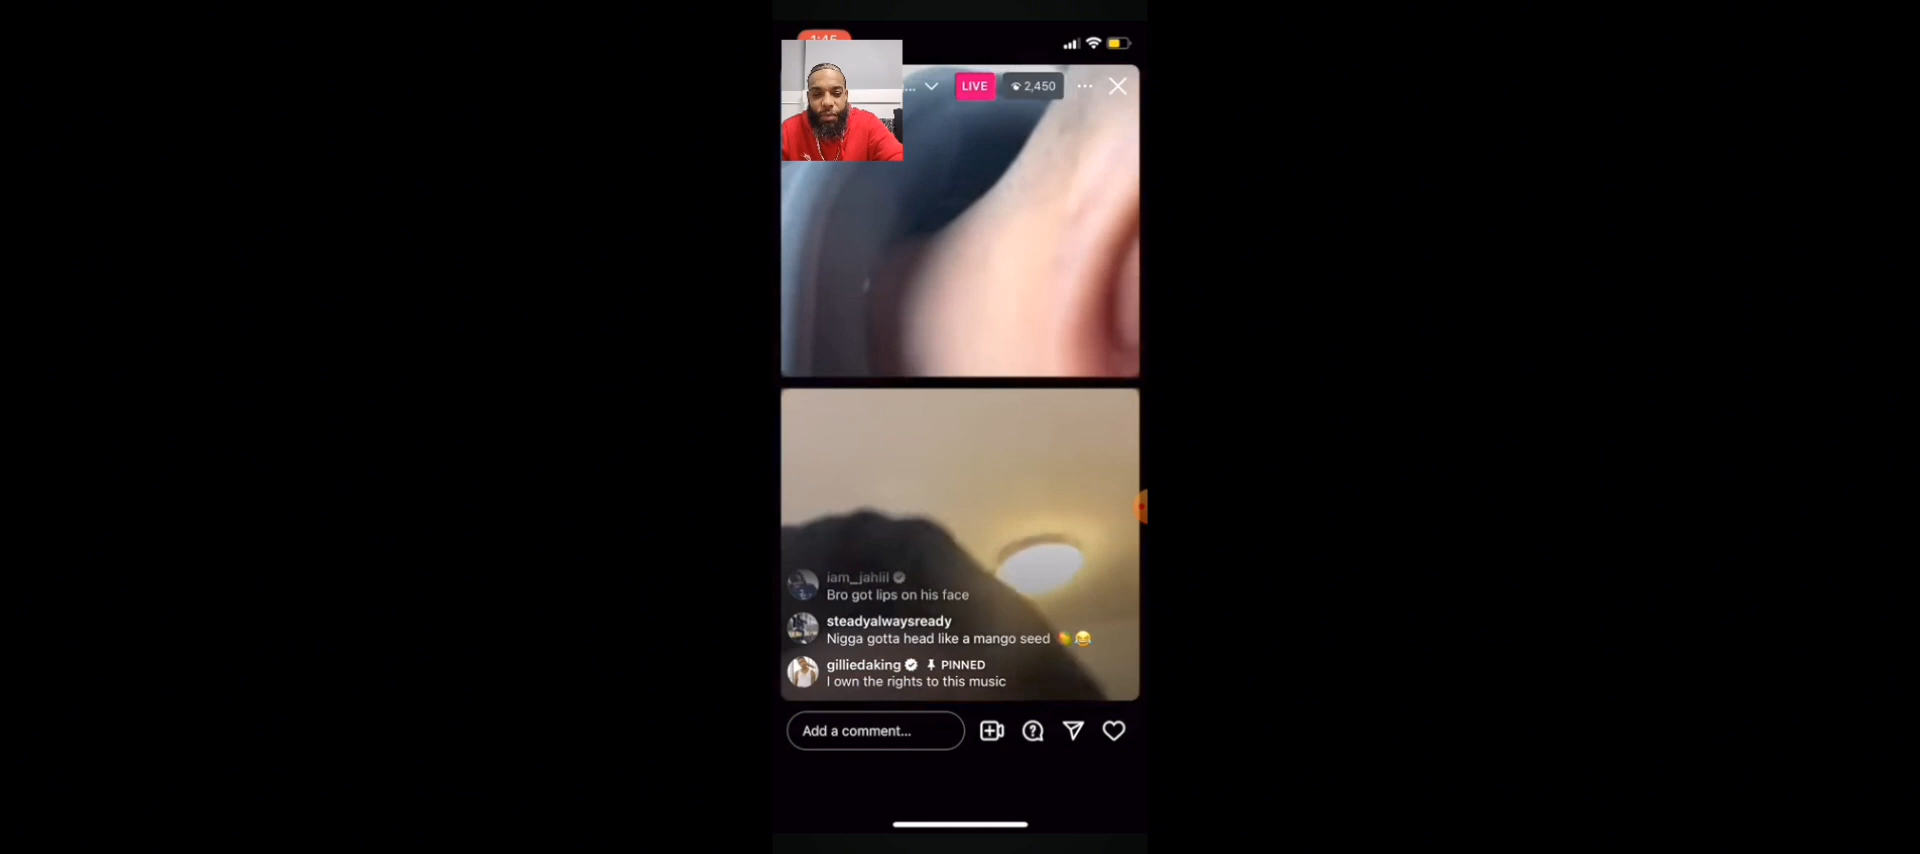 LIVE 2,450
iam_jahlil
Bro got lips on his face
steadyalwaysready
Nigga gotta head like a mango seed 🥭😂
gilliedaking PINNED
I own the rights to this music
Add a comment...